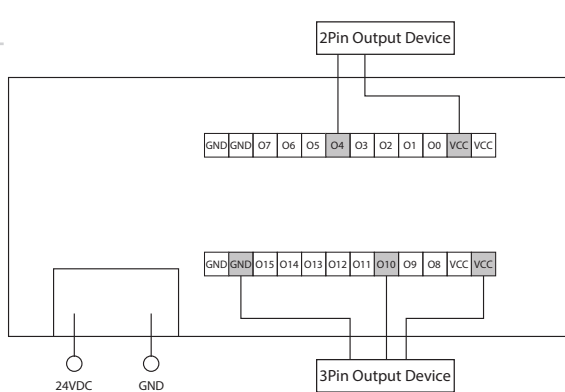 2Pin Output Device
GND GND O7 O6 O5 O4 O3 O2 O1 O0 VCC VCC
GND GND O15 O14 O13 O12 O11 O10 O9 O8 VCC VCC
24VDC GND
3Pin Output Device